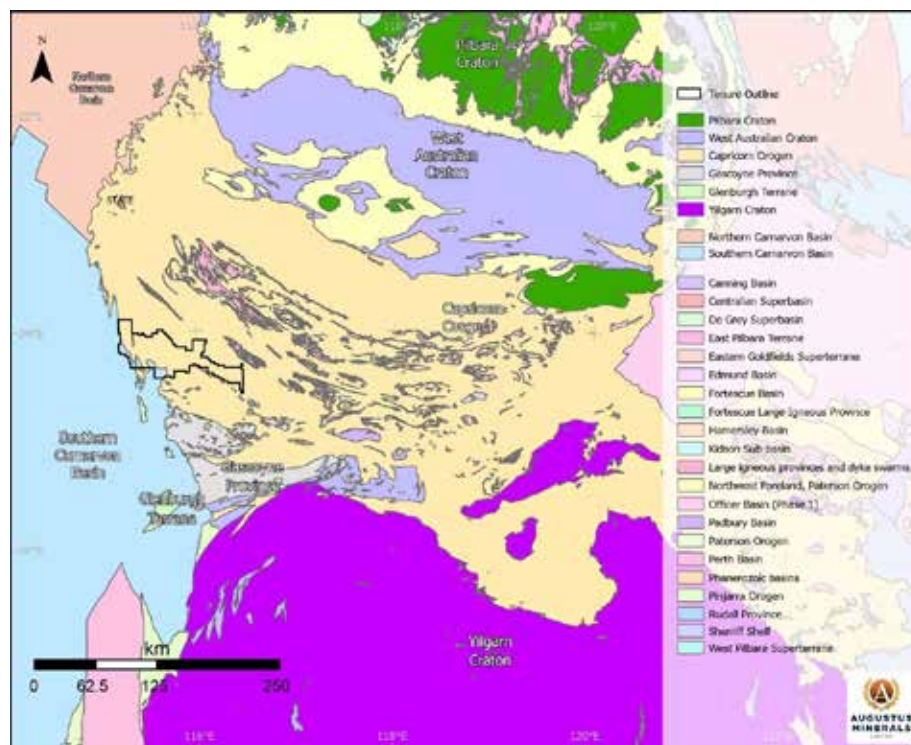 N
Northern
Carnarvon
Basin
Pilbara
Craton
West
Australian
Craton
Capricorn
Orogen
Southern
Carnarvon
Basin
Gascoyne
Province
Glenburgh
Terrane
Yilgarn
Craton
km
0 62.5 125 250
116°E 118°E 120°E
Tenure Outline
Pilbara Craton
West Australian Craton
Capricorn Orogen
Gascoyne Province
Glenburgh Terrane
Yilgarn Craton
Northern Carnarvon Basin
Southern Carnarvon Basin
Canning Basin
Centralian Superbasin
De Grey Superbasin
East Pilbara Terrane
Eastern Goldfields Superterrane
Edmund Basin
Fortescue Basin
Fortescue Large Igneous Province
Hamersley Basin
Kidson Sub basin
Large igneous provinces and dyke swarms
Northwest Foreland, Paterson Orogen
Officer Basin (Phase 1)
Padbury Basin
Paterson Orogen
Perth Basin
Phanerozoic basins
Pinjarra Orogen
Rudall Province
Sherriff Shelf
West Pilbara Superterrane
AUGUSTUS
MINERALS
LIMITED